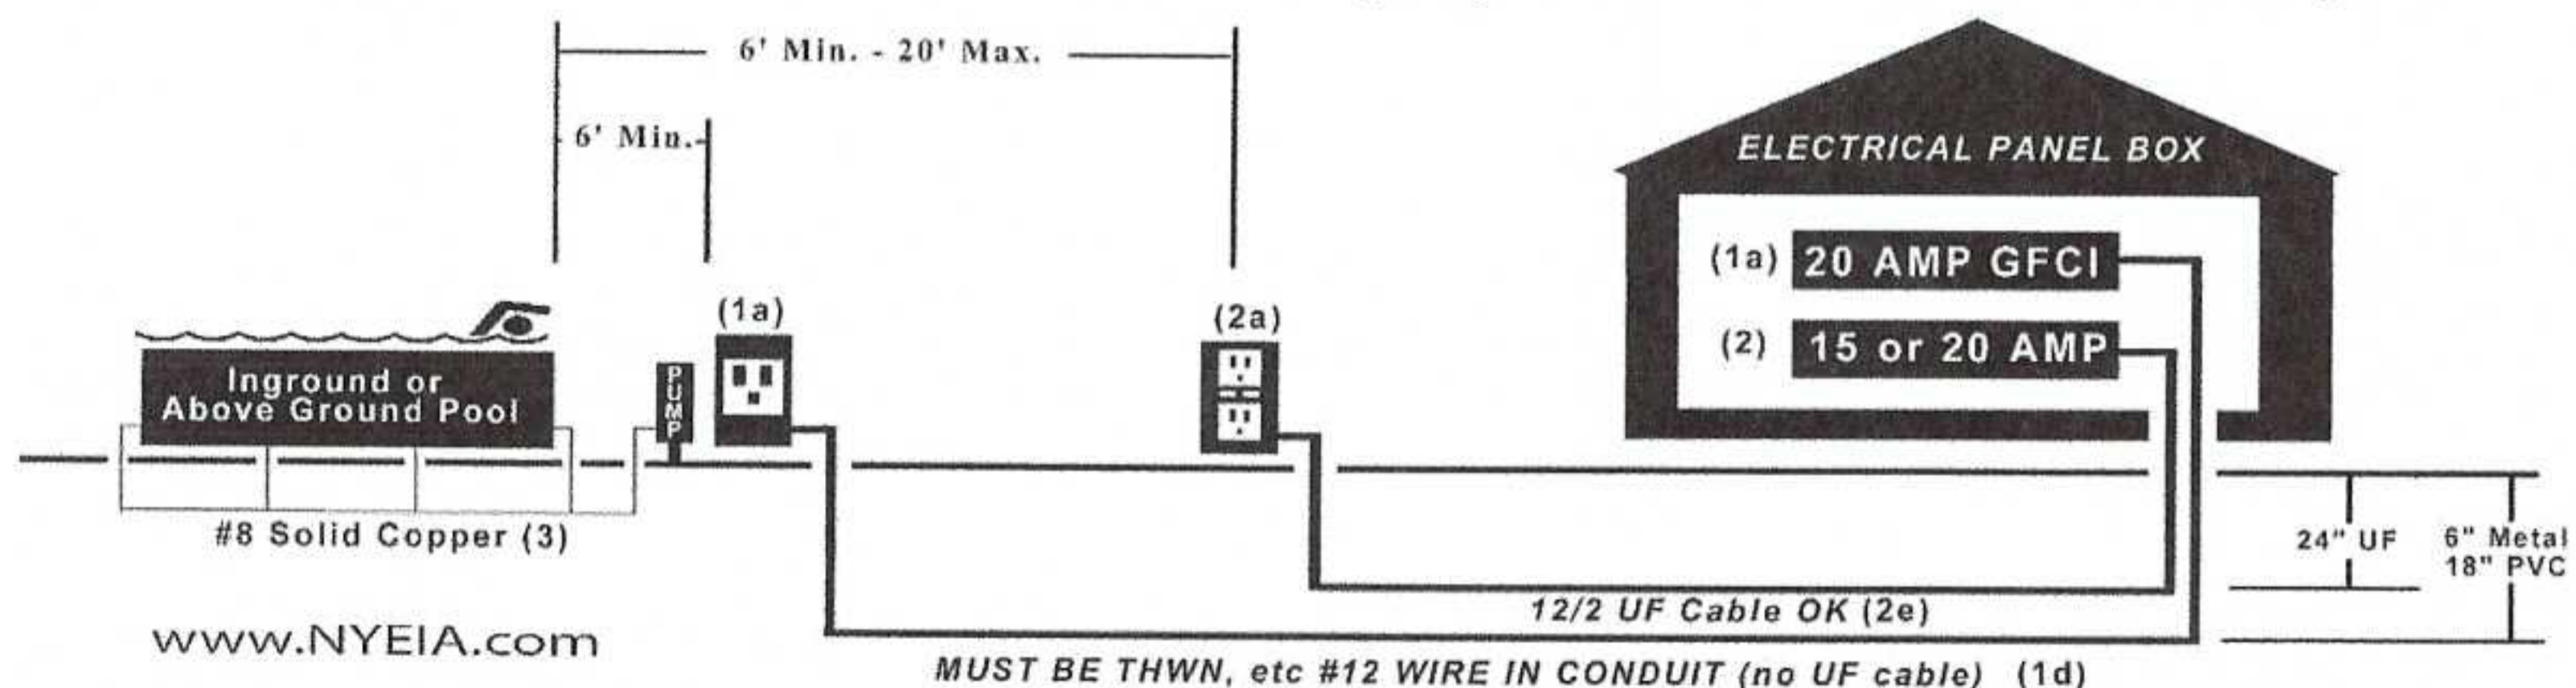 6' Min. - 20' Max.
6' Min.
ELECTRICAL PANEL BOX
(1a) 20 AMP GFCI
(2) 15 or 20 AMP
(1a)
(2a)
PUMP
Inground or
Above Ground Pool
#8 Solid Copper (3)
24" UF
6" Metal
18" PVC
12/2 UF Cable OK (2e)
www.NYEIA.com
MUST BE THWN, etc #12 WIRE IN CONDUIT (no UF cable) (1d)